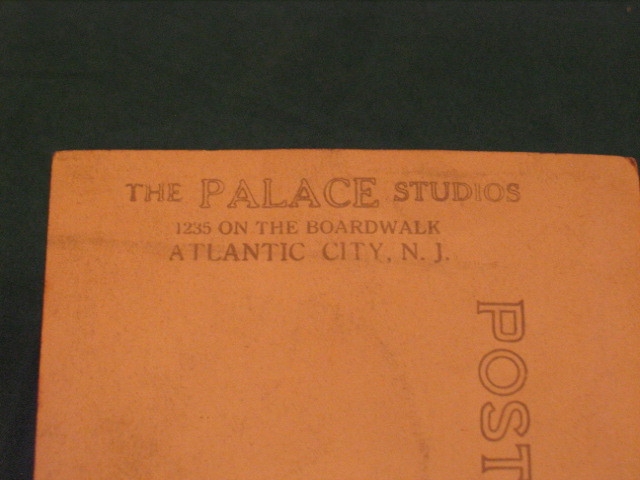 THE PALACE STUDIOS
1235 ON THE BOARDWALK
ATLANTIC CITY, N. J.
POST